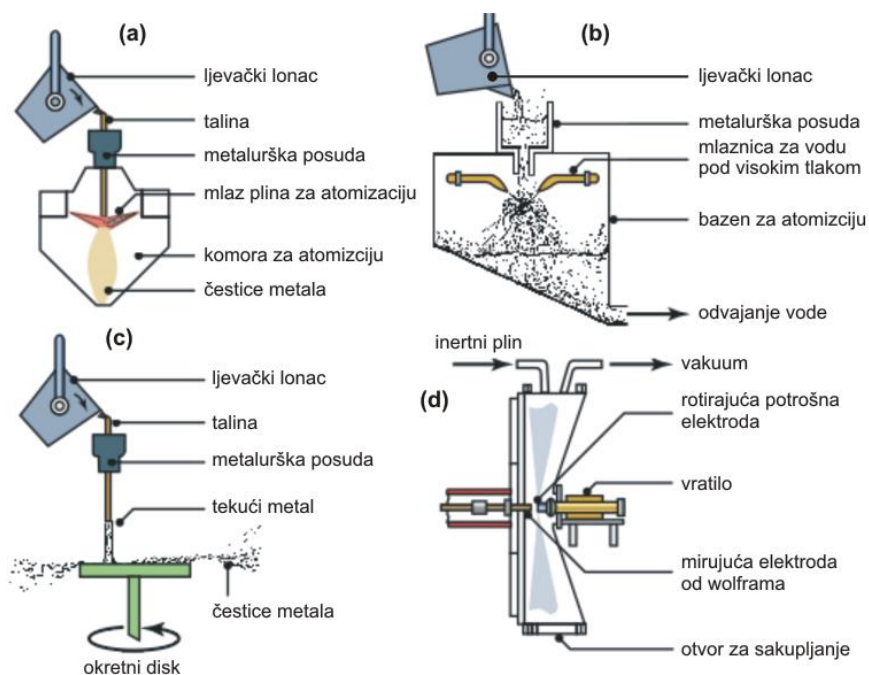 (a)
ljevački lonac
talina
metalurška posuda
mlaz plina za atomizaciju
komora za atomizciju
čestice metala
(b)
ljevački lonac
metalurška posuda
mlaznica za vodu
pod visokim tlakom
bazen za atomizciju
odvajanje vode
(c)
ljevački lonac
talina
metalurška posuda
tekući metal
čestice metala
okretni disk
(d)
inertni plin
vakuum
rotirajuća potrošna
elektroda
vratilo
mirujuća elektroda
od wolframa
otvor za sakupljanje